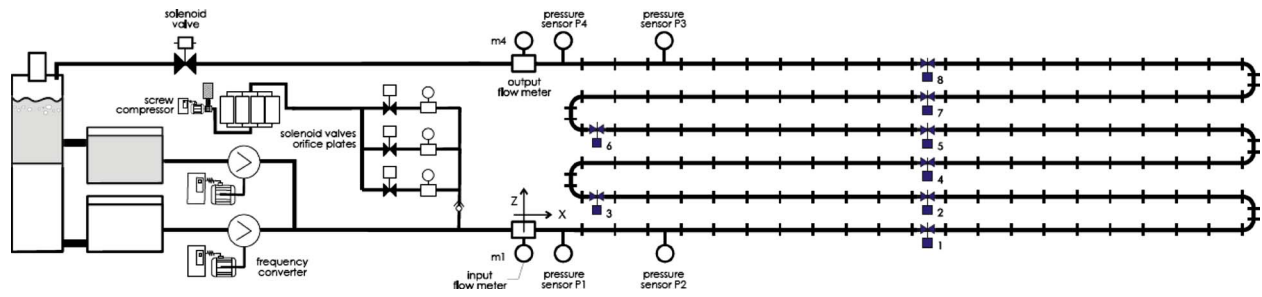 solenoid
valve
pressure
sensor P4
pressure
sensor P3
m4
output
flow meter
screw
compressor
solenoid valves
orifice plates
8
7
6
5
4
Z
X
3
2
1
frequency
converter
m1
input
flow meter
pressure
sensor P1
pressure
sensor P2